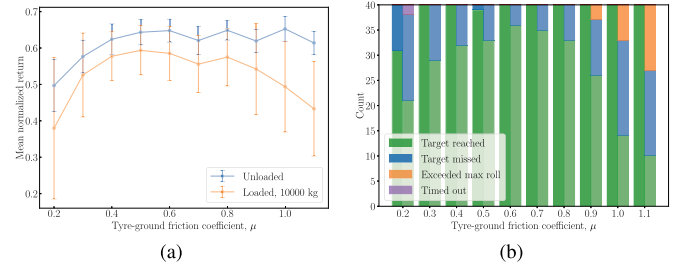 0.7
0.6
0.5
0.4
0.3
0.2
Mean normalized return
Unloaded
Loaded, 10000 kg
0.2 0.4 0.6 0.8 1.0
Tyre-ground friction coefficient, μ
(a)
40
35
30
25
20
15
10
5
0
Count
Target reached
Target missed
Exceeded max roll
Timed out
0.2 0.3 0.4 0.5 0.6 0.7 0.8 0.9 1.0 1.1
Tyre-ground friction coefficient, μ
(b)